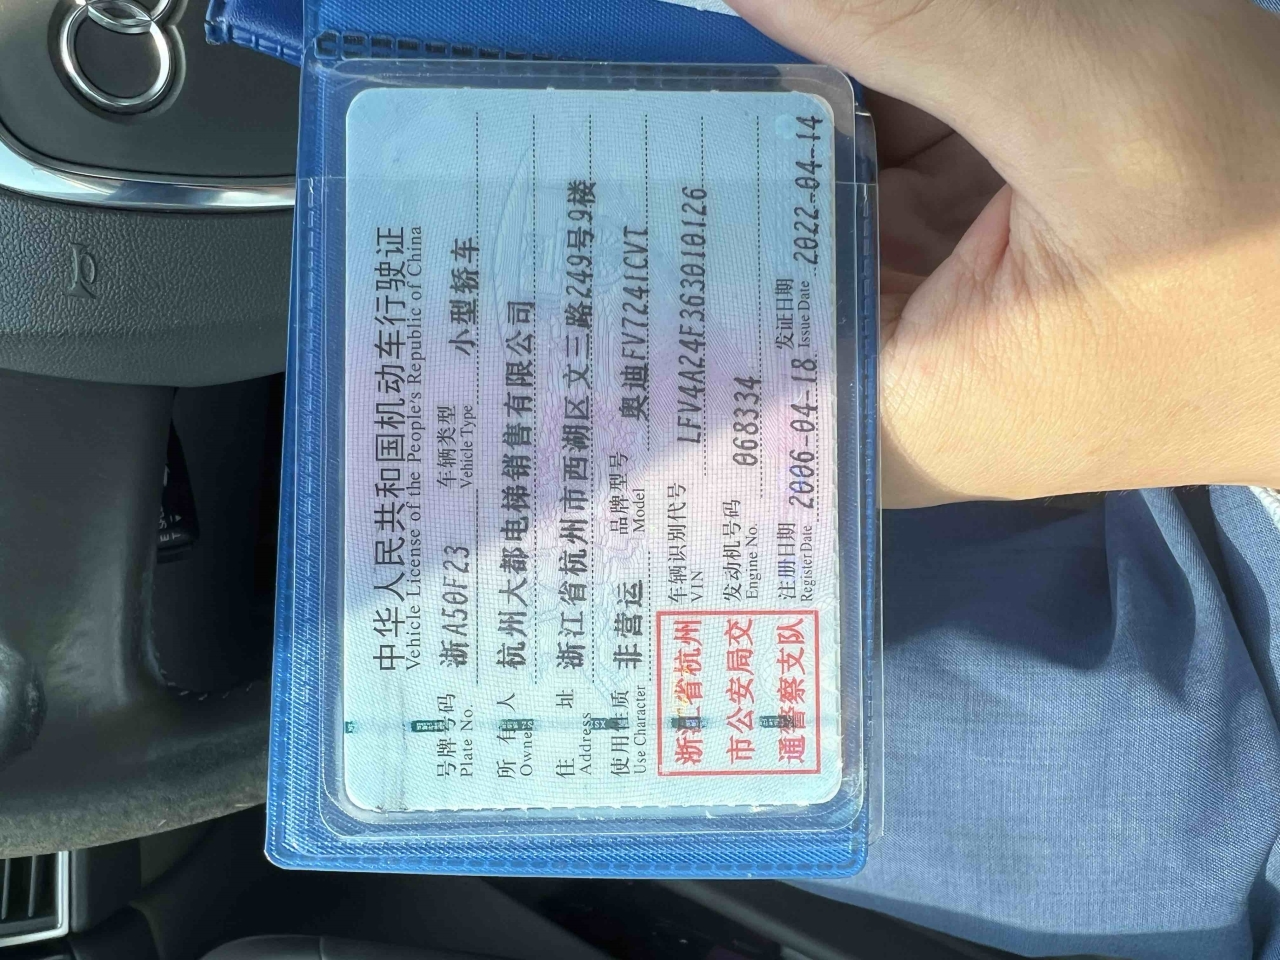 中华人民共和国机动车行驶证
Vehicle License of the People's Republic of China
号牌号码 浙A50F23 车辆类型 小型轿车
Plate No. Vehicle Type
所有人 杭州大都电梯销售有限公司
Owner
住址 浙江省杭州市西湖区文三路249号9楼
Address
使用性质 非营运 品牌型号 奥迪FV7241CVT
Use Character Model
车辆识别代号 LFV4A24F363010126
VIN
发动机号码 068334
Engine No.
注册日期 2006-04-18 发证日期 2022-04-14
Register Date Issue Date
浙江省杭州
市公安局交
通警察支队